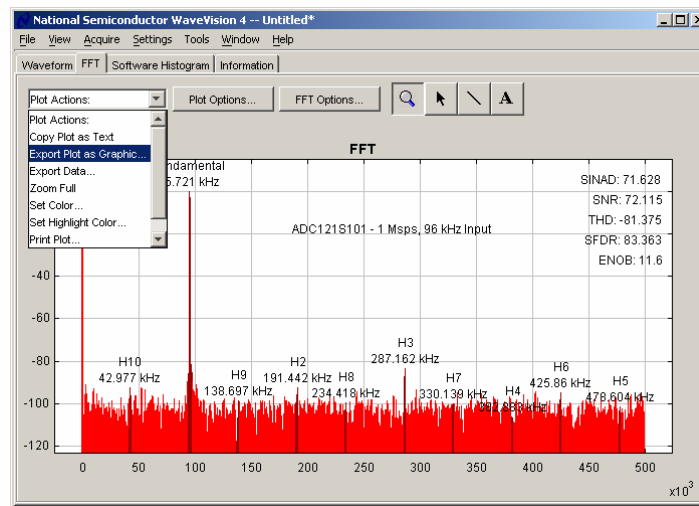 National Semiconductor WaveVision 4 -- Untitled*
File View Acquire Settings Tools Window Help
Waveform FFT Software Histogram Information
Plot Actions: Plot Options... FFT Options... A
Plot Actions:
Copy Plot as Text
Export Plot as Graphic...
Export Data...
Zoom Full
Set Color...
Set Highlight Color...
Print Plot...
FFT
ndamental
5.721 kHz
SINAD: 71.628
SNR: 72.115
THD: -81.375
SFDR: 83.363
ENOB: 11.6
ADC121S101 - 1 Msps, 96 kHz Input
-40
-60
-80
-100
-120
H10
42.977 kHz
H9
138.697 kHz
H2
191.442 kHz
H8
234.418 kHz
H3
287.162 kHz
H7
330.139 kHz
H4
382.883 kHz
H6
425.86 kHz
H5
478.604 kHz
0 50 100 150 200 250 300 350 400 450 500
x10³